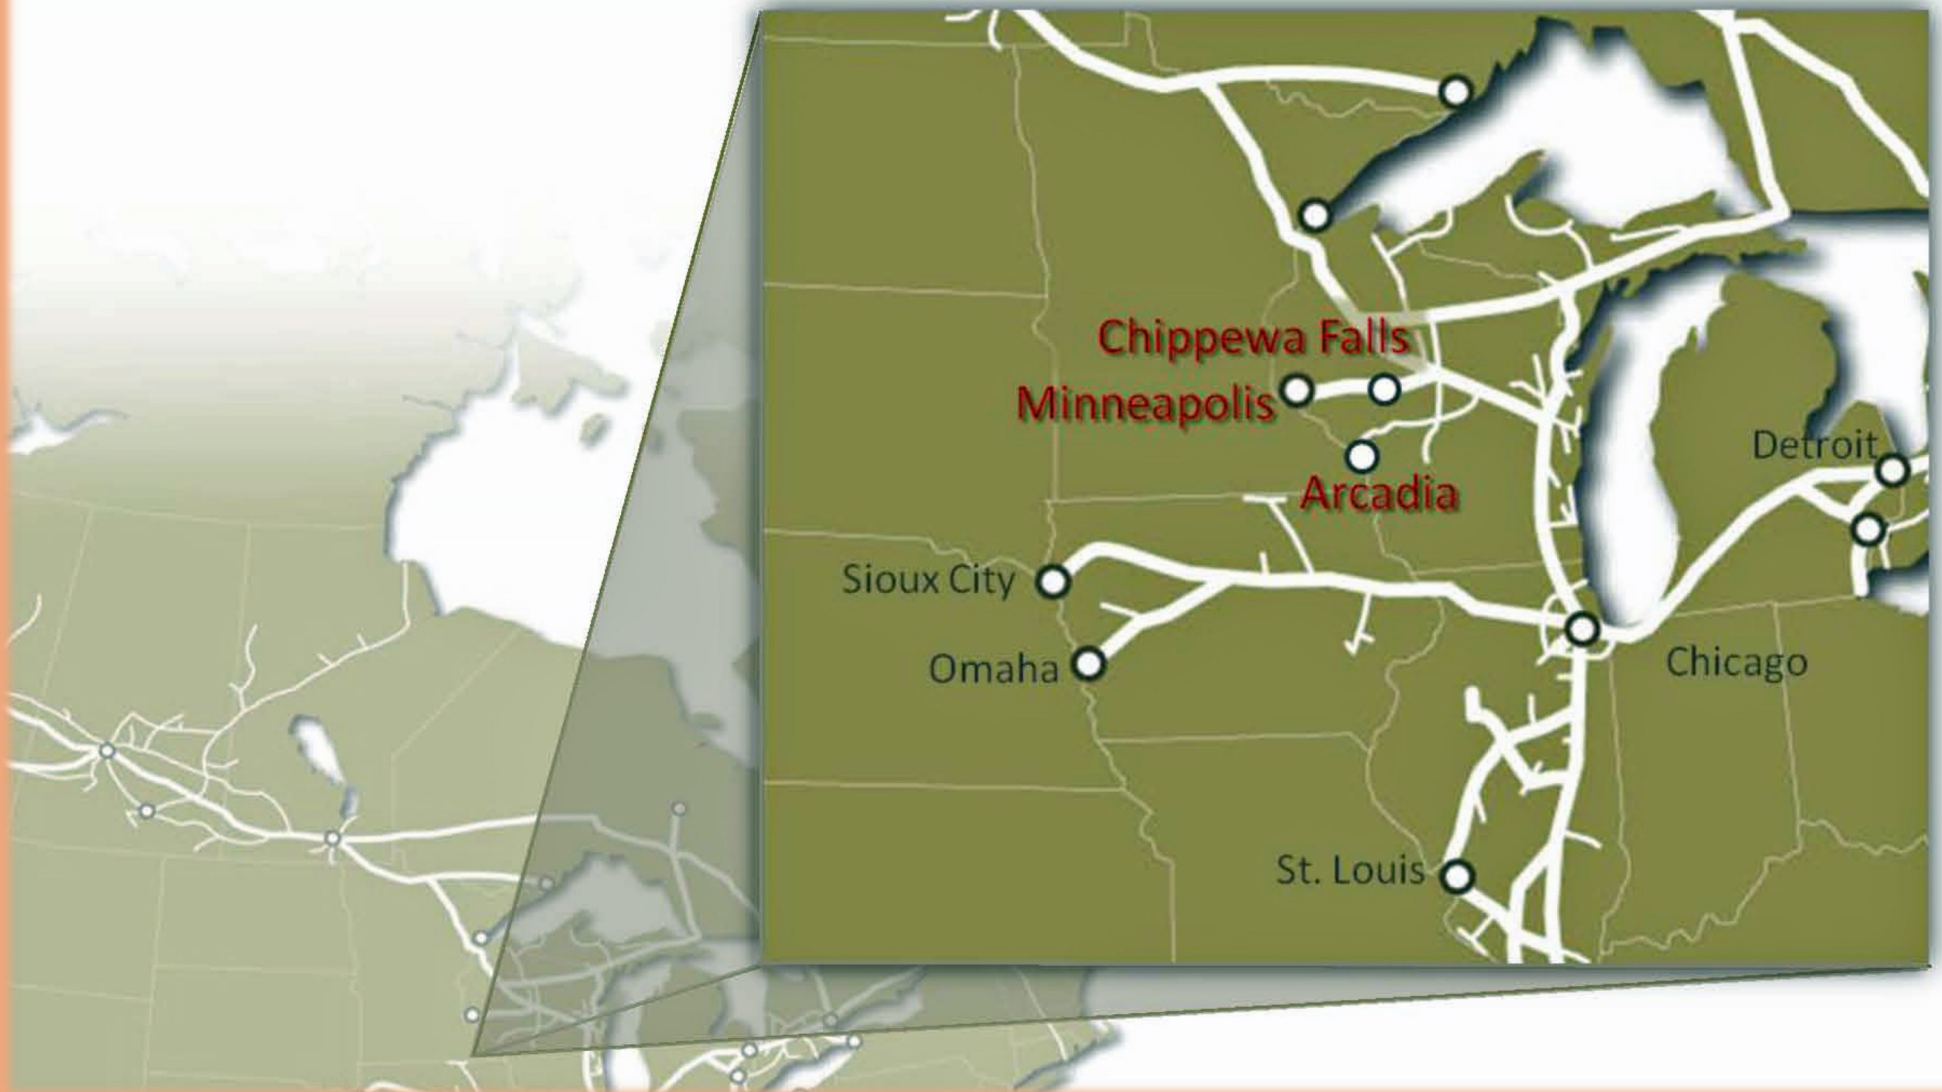 Chippewa Falls
Minneapolis
Detroit
Arcadia
Sioux City
Omaha
Chicago
St. Louis